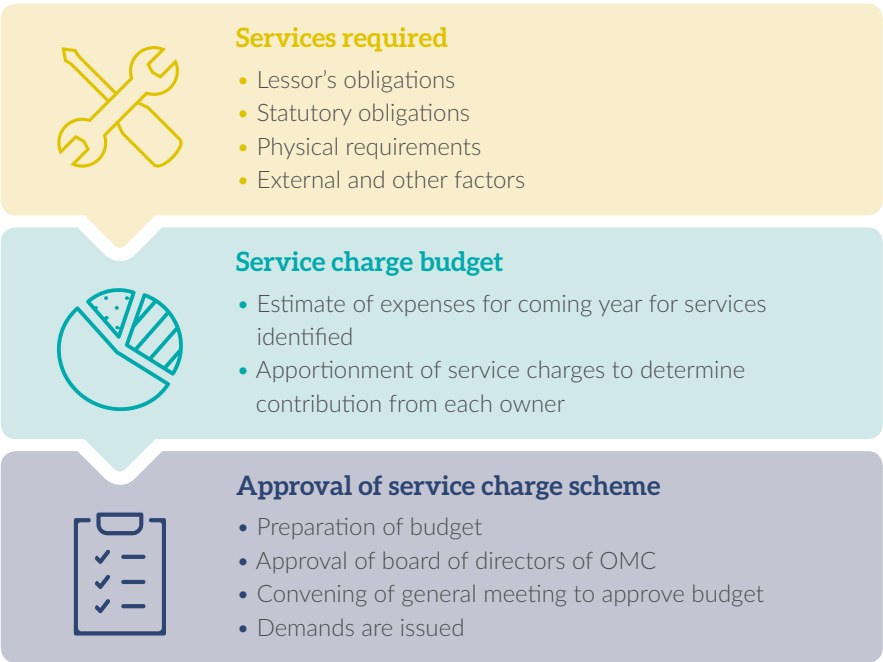 Services required
• Lessor’s obligations
• Statutory obligations
• Physical requirements
• External and other factors
Service charge budget
• Estimate of expenses for coming year for services
identified
• Apportionment of service charges to determine
contribution from each owner
Approval of service charge scheme
• Preparation of budget
• Approval of board of directors of OMC
• Convening of general meeting to approve budget
• Demands are issued